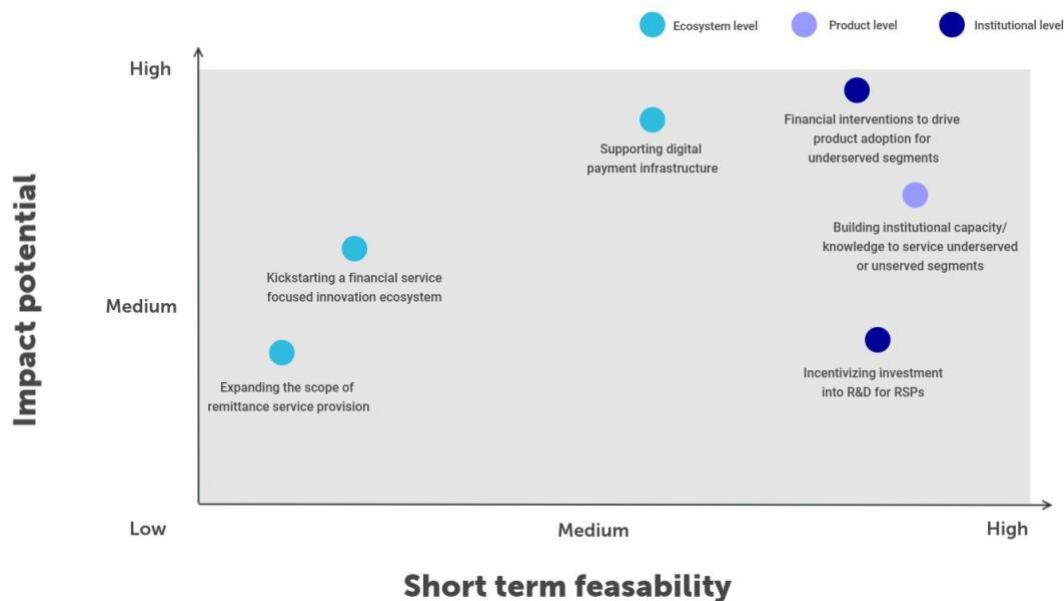 Ecosystem level
Product level
Institutional level
High
Impact potential
Financial interventions to drive
product adoption for
underserved segments
Supporting digital
payment infrastructure
Building institutional capacity/
knowledge to service underserved
or unserved segments
Kickstarting a financial service
focused innovation ecosystem
Medium
Incentivizing investment
into R&D for RSPs
Expanding the scope of
remittance service provision
Low
Medium
High
Short term feasability